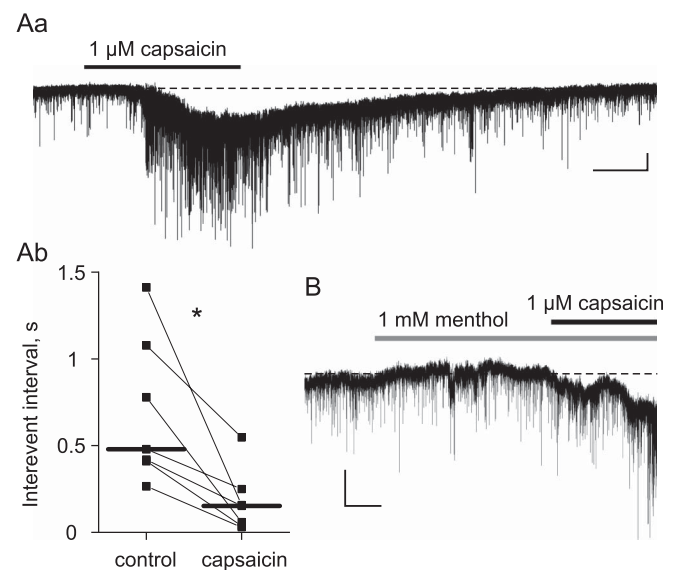 Aa
1 µM capsaicin
Ab
1.5
1
0.5
0
Interevent interval, s
*
control
capsaicin
B
1 µM capsaicin
1 mM menthol